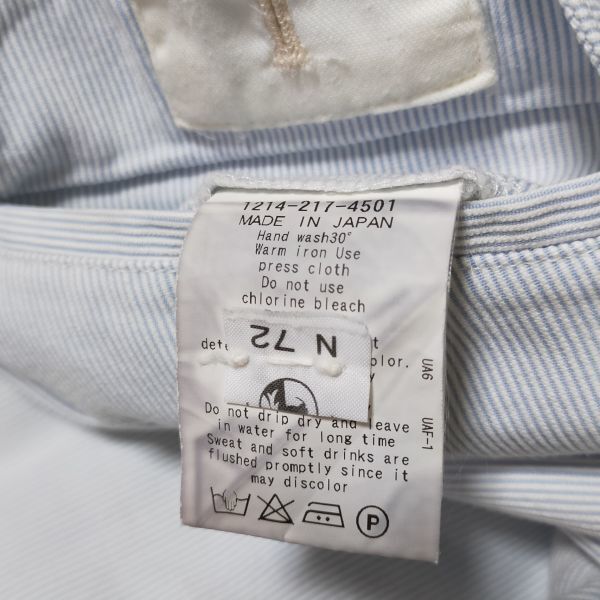 1214-217-4501
MADE IN JAPAN
Hand wash30°
Warm iron Use
press cloth
Do not use
chlorine bleach
N 72
UA6 UAF-1
Do not drip dry and leave
in water for long time
Sweat and soft drinks are
flushed promptly since it
may discolor
P